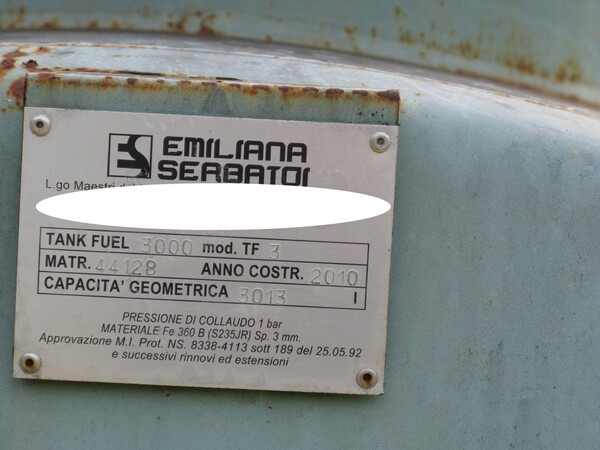 ES EMILIANA
SERBATOI
L.go Maestri
TANK FUEL 3000 mod. TF 3
MATR. 44128 ANNO COSTR. 2010
CAPACITA' GEOMETRICA 3013 l
PRESSIONE DI COLLAUDO 1 bar
MATERIALE Fe 360 B (S235JR) Sp. 3 mm.
Approvazione M.I. Prot. NS. 8338-4113 sott 189 del 25.05.92
e successivi rinnovi ed estensioni